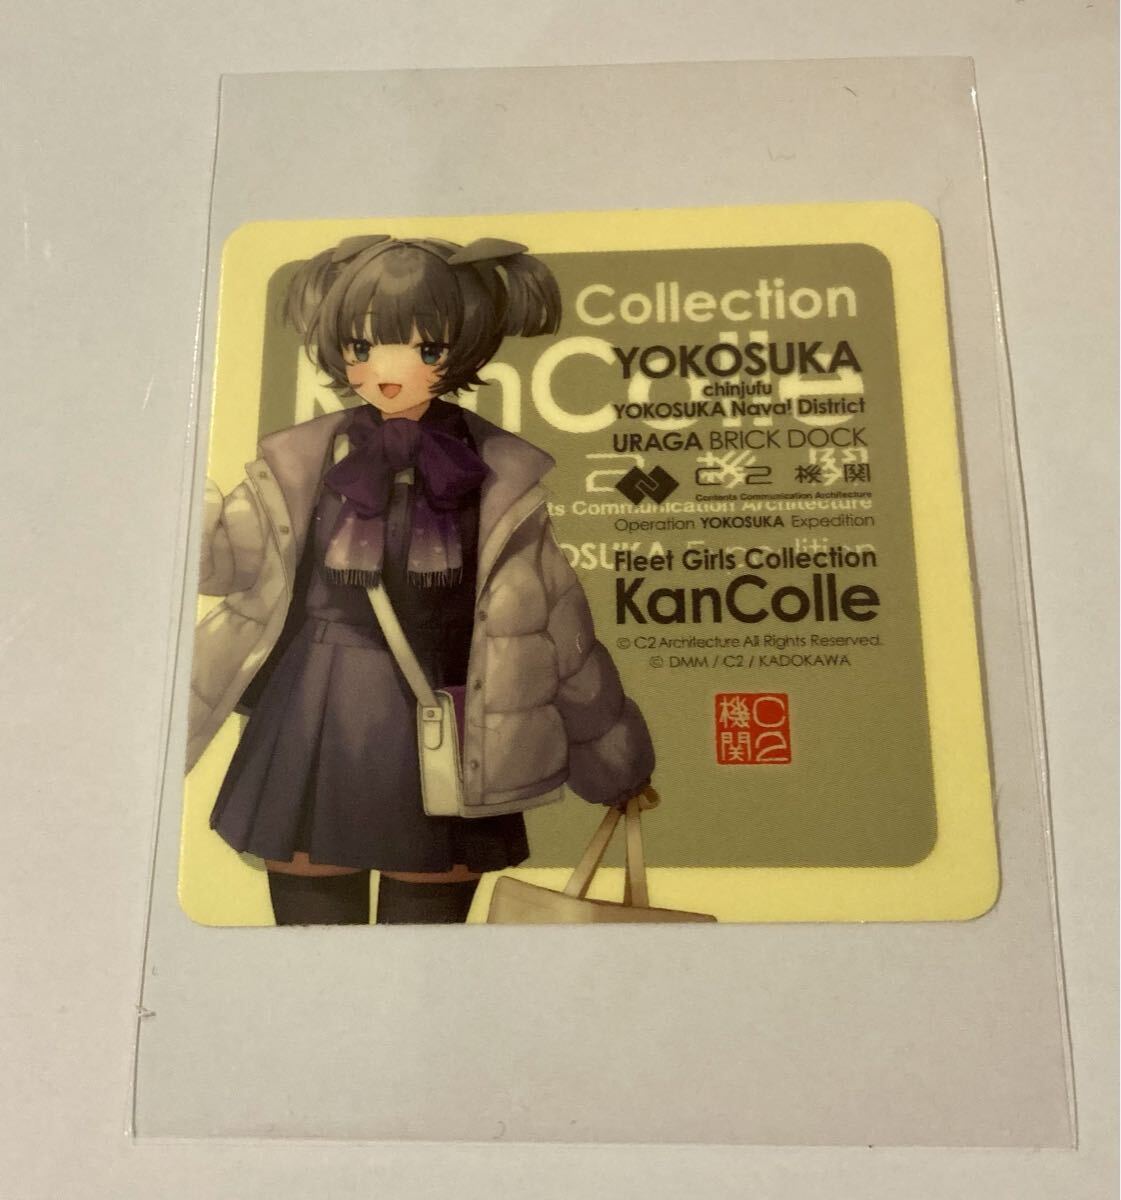 Collection
KanColle
YOKOSUKA
chinjufu
YOKOSUKA Naval District
URAGA BRICK DOCK
C2 機関
Contents Communication Architecture
Operation YOKOSUKA Expedition
Fleet Girls Collection
KanColle
© C2 Architecture All Rights Reserved.
© DMM / C2 / KADOKAWA
機関 C2